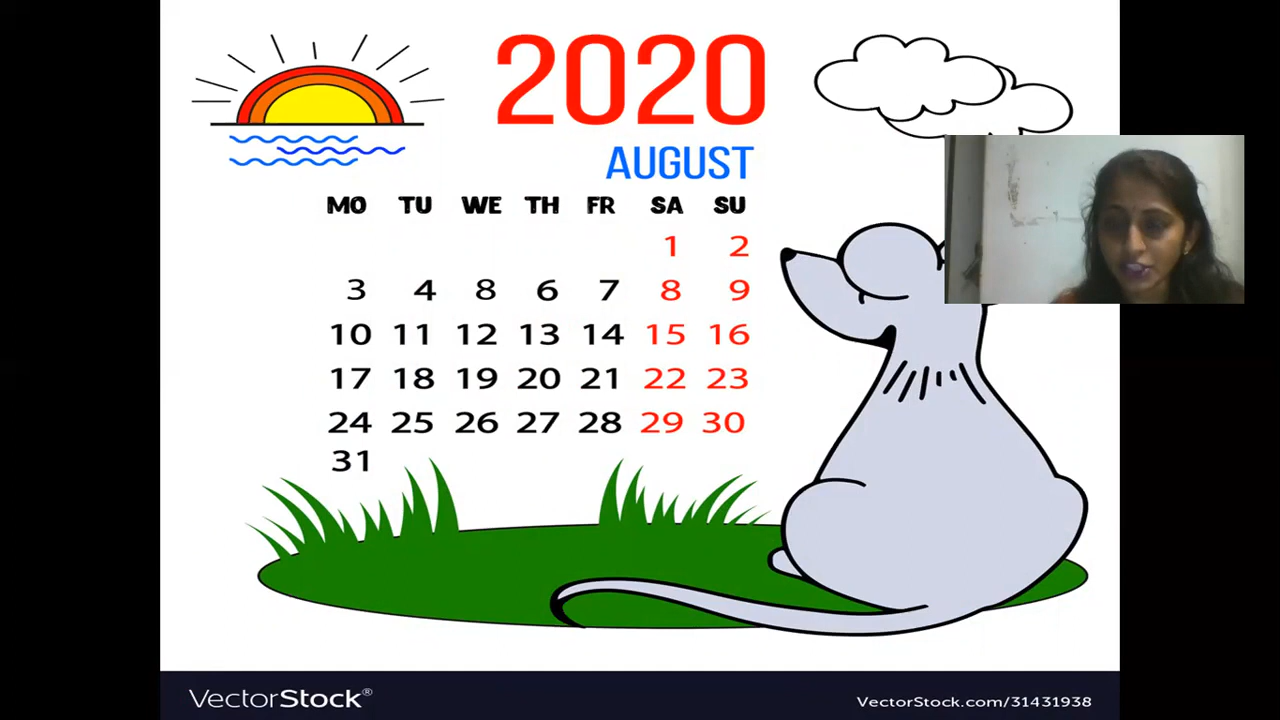 2020
AUGUST
MO TU WE TH FR SA SU
1 2
3 4 8 6 7 8 9
10 11 12 13 14 15 16
17 18 19 20 21 22 23
24 25 26 27 28 29 30
31
VectorStock®
VectorStock.com/31431938